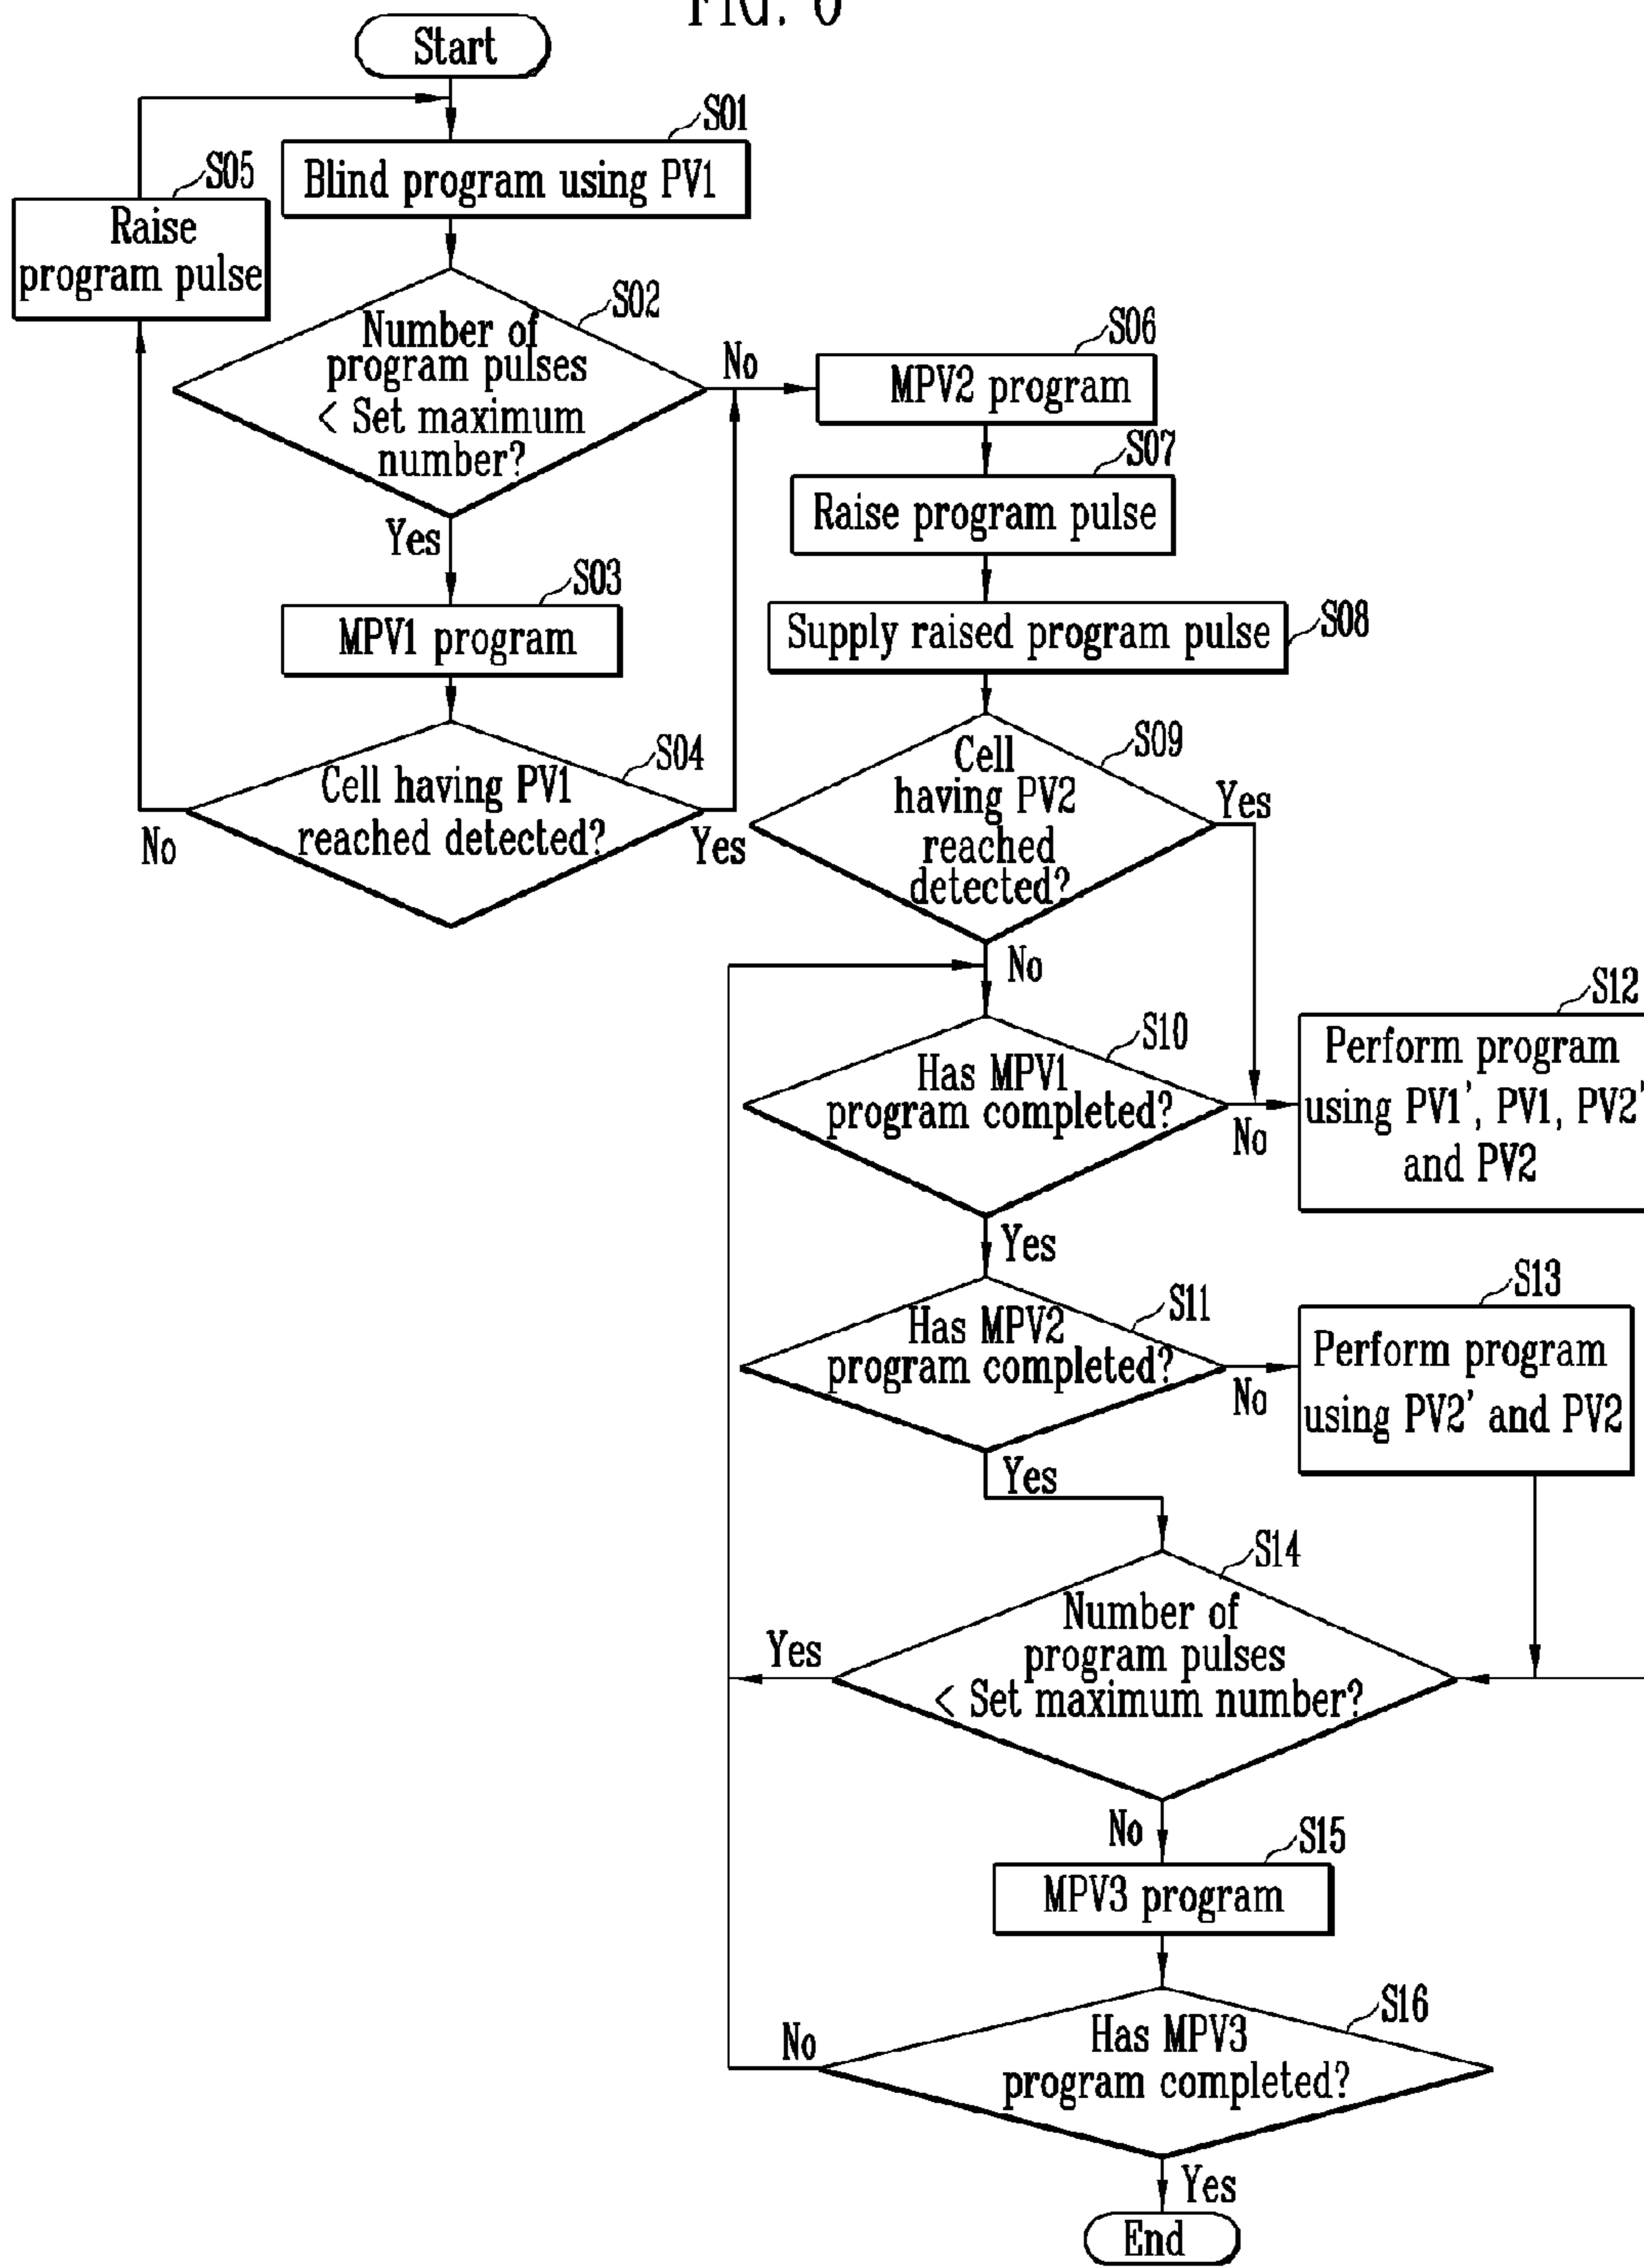 FIG. 6
Start
S01
Blind program using PV1
S05
Raise
program pulse
S02
Number of
program pulses
< Set maximum
number?
No
Yes
S03
MPV1 program
S04
Cell having PV1
reached detected?
No
Yes
S06
MPV2 program
S07
Raise program pulse
S08
Supply raised program pulse
S09
Cell
having PV2
reached
detected?
Yes
No
S10
Has MPV1
program completed?
No
Yes
S12
Perform program
using PV1', PV1, PV2'
and PV2
S11
Has MPV2
program completed?
No
Yes
S13
Perform program
using PV2' and PV2
S14
Number of
program pulses
< Set maximum number?
Yes
No
S15
MPV3 program
S16
Has MPV3
program completed?
No
Yes
End